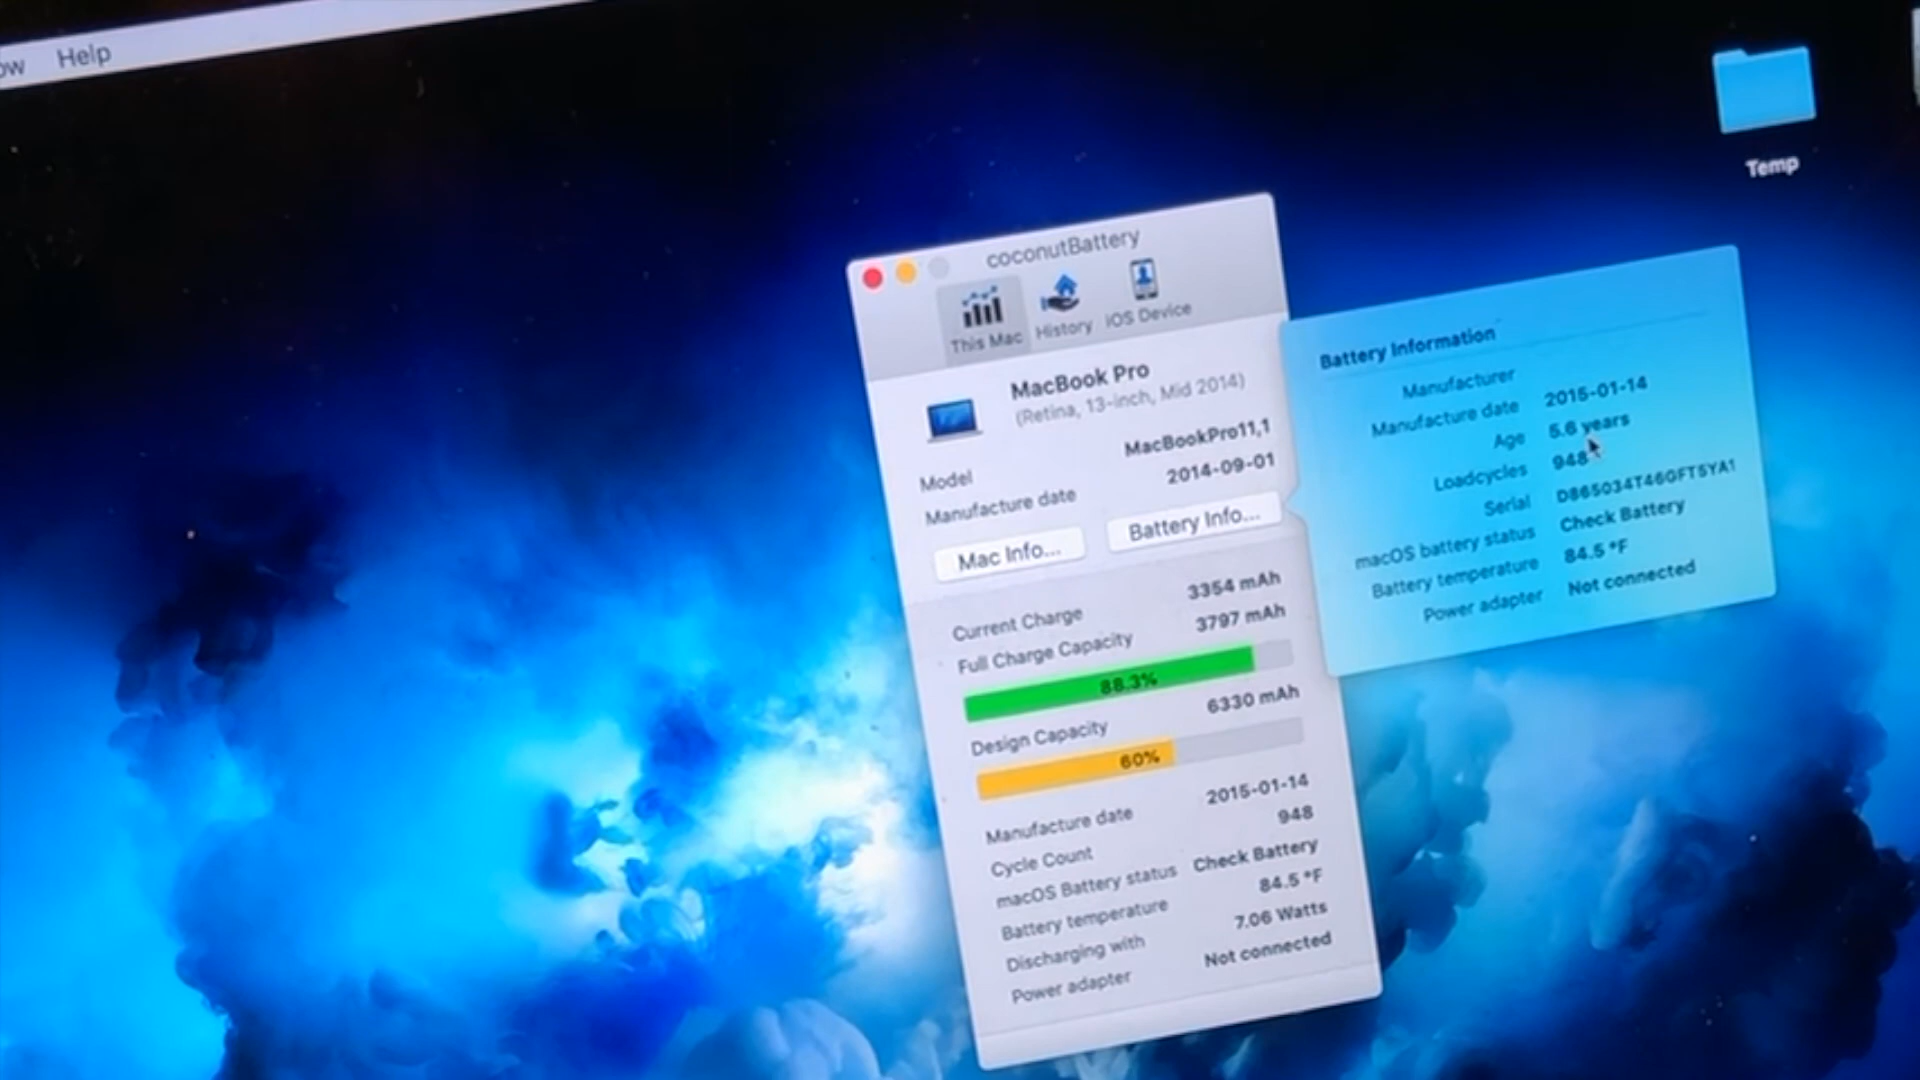 Help
Temp
coconutBattery
This Mac
History
iOS Device
MacBook Pro
(Retina, 13-inch, Mid 2014)
Model MacBookPro11,1
Manufacture date 2014-09-01
Mac Info...
Battery Info...
Current Charge 3354 mAh
Full Charge Capacity 3797 mAh
88.3%
Design Capacity 6330 mAh
60%
Manufacture date 2015-01-14
Cycle Count 948
macOS Battery status Check Battery
Battery temperature 84.5 °F
Discharging with 7.06 Watts
Power adapter Not connected
Battery Information
Manufacturer
Manufacture date 2015-01-14
Age 5.6 years
Loadcycles 948
Serial
macOS battery status Check Battery
Battery temperature 84.5 °F
Power adapter Not connected